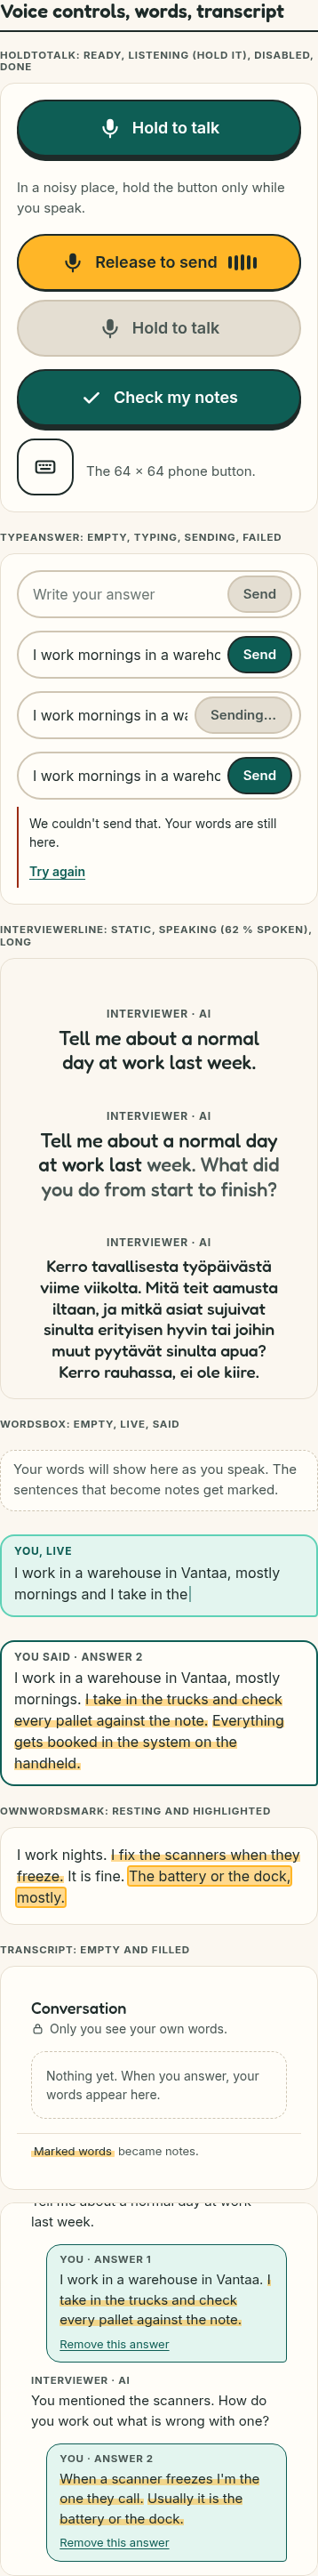 Voice controls, words, transcript
HOLDTOTALK: READY, LISTENING (HOLD IT), DISABLED,
DONE
Hold to talk
In a noisy place, hold the button only while
you speak.
Release to send
Hold to talk
Check my notes
The 64 × 64 phone button.
TYPEANSWER: EMPTY, TYPING, SENDING, FAILED
Write your answer
Send
I work mornings in a wareho
Send
I work mornings in a wa
Sending...
I work mornings in a wareho
Send
We couldn't send that. Your words are still
here.
Try again
INTERVIEWERLINE: STATIC, SPEAKING (62 % SPOKEN),
LONG
INTERVIEWER · AI
Tell me about a normal
day at work last week.
INTERVIEWER · AI
Tell me about a normal day
at work last week. What did
you do from start to finish?
INTERVIEWER · AI
Kerro tavallisesta työpäivästä
viime viikolta. Mitä teit aamusta
iltaan, ja mitkä asiat sujuivat
sinulta erityisen hyvin tai joihin
muut pyytävät sinulta apua?
Kerro rauhassa, ei ole kiire.
WORDSBOX: EMPTY, LIVE, SAID
Your words will show here as you speak. The
sentences that become notes get marked.
YOU, LIVE
I work in a warehouse in Vantaa, mostly
mornings and I take in the
YOU SAID · ANSWER 2
I work in a warehouse in Vantaa, mostly
mornings. I take in the trucks and check
every pallet against the note. Everything
gets booked in the system on the
handheld.
OWNWORDSMARK: RESTING AND HIGHLIGHTED
I work nights. I fix the scanners when they
freeze. It is fine. The battery or the dock,
mostly.
TRANSCRIPT: EMPTY AND FILLED
Conversation
Only you see your own words.
Nothing yet. When you answer, your
words appear here.
Marked words became notes.
Tell me about a normal day at work
last week.
YOU · ANSWER 1
I work in a warehouse in Vantaa. I
take in the trucks and check
every pallet against the note.
Remove this answer
INTERVIEWER · AI
You mentioned the scanners. How do
you work out what is wrong with one?
YOU · ANSWER 2
When a scanner freezes I'm the
one they call. Usually it is the
battery or the dock.
Remove this answer